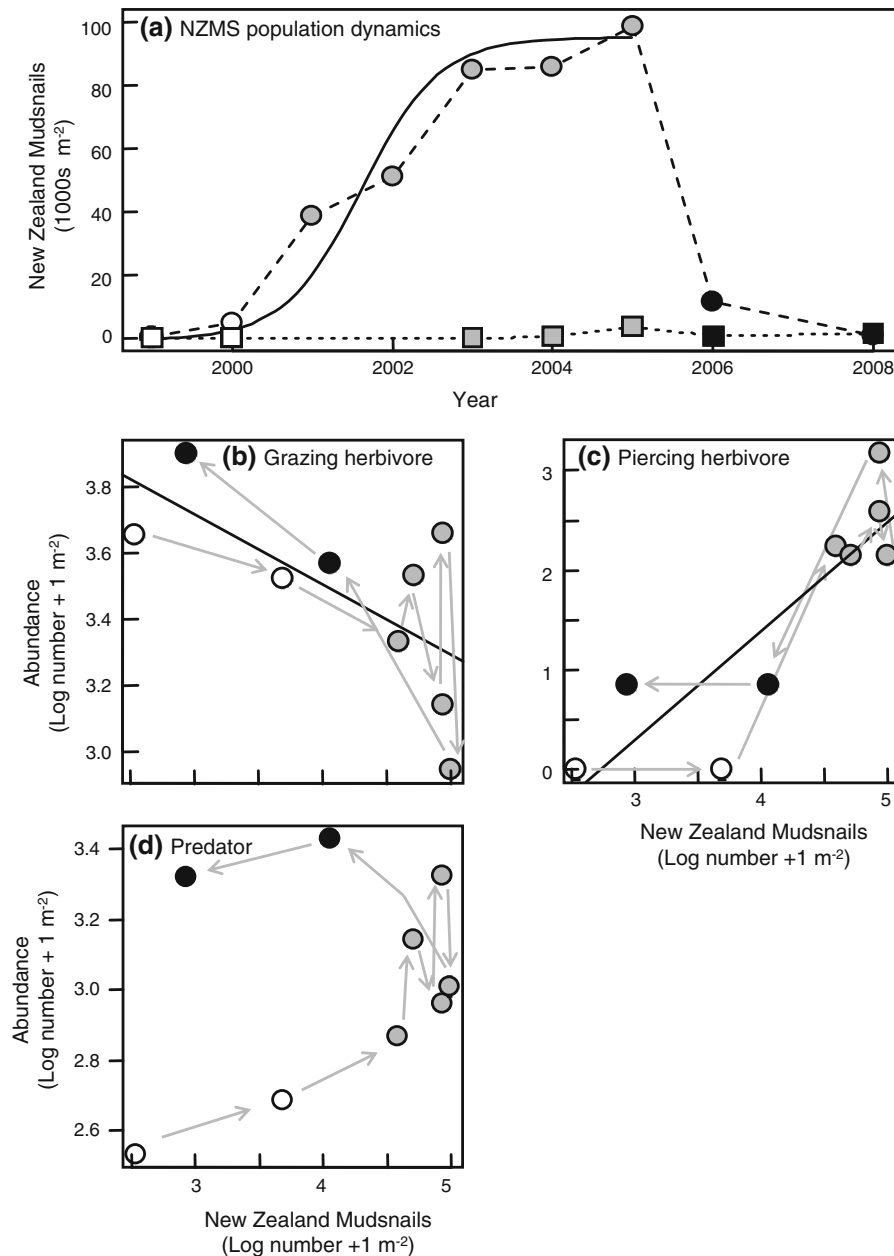 (a) NZMS population dynamics
New Zealand Mudsnails
(1000s m-2)
100
80
60
40
20
0
2000
2002
2004
2006
2008
Year
(b) Grazing herbivore
Abundance
(Log number + 1 m-2)
3.8
3.6
3.4
3.2
3.0
(c) Piercing herbivore
3
2
1
0
3
4
5
New Zealand Mudsnails
(Log number +1 m-2)
(d) Predator
Abundance
(Log number + 1 m-2)
3.4
3.2
3.0
2.8
2.6
3
4
5
New Zealand Mudsnails
(Log number +1 m-2)